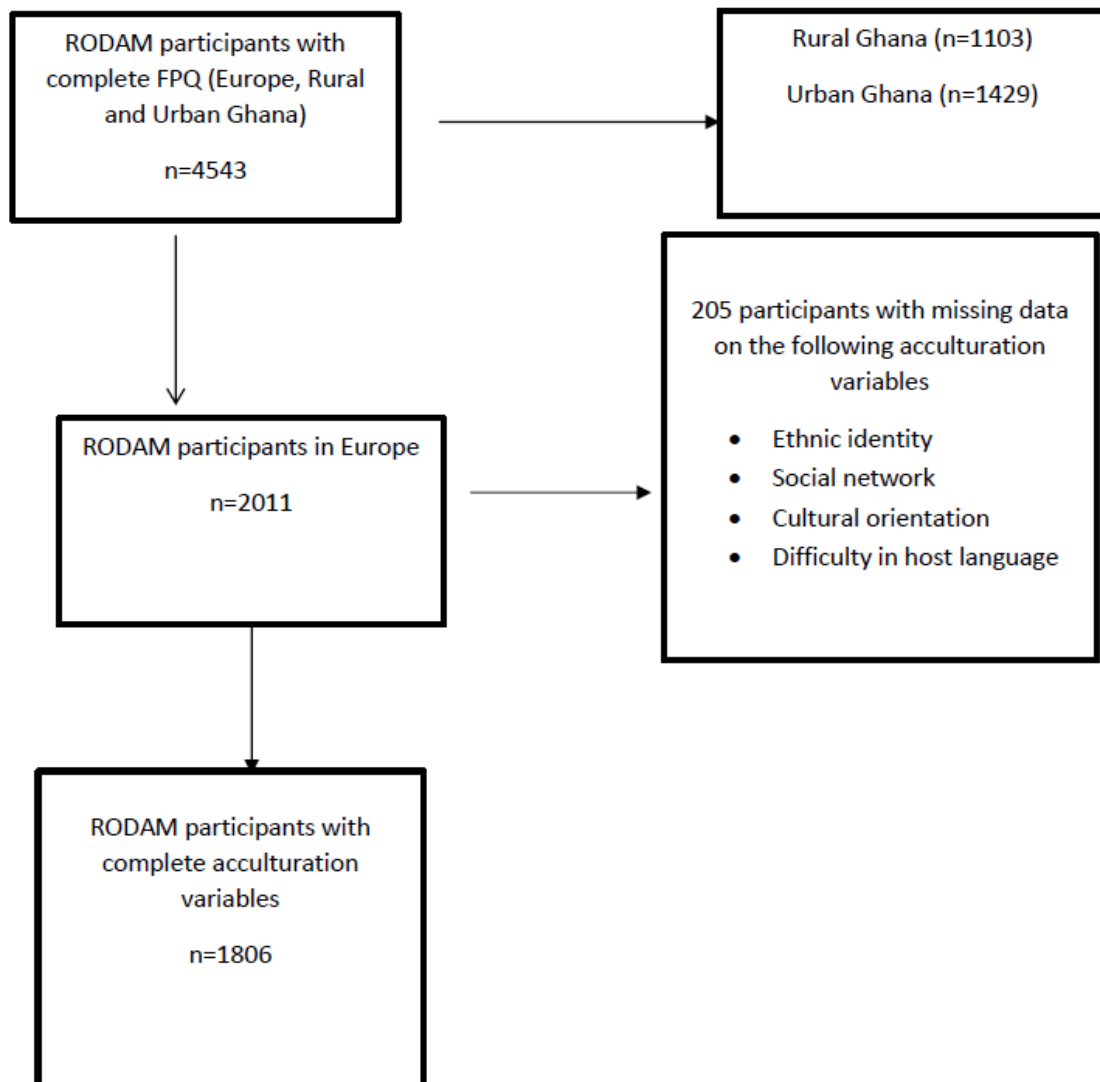 RODAM participants with
complete FPQ (Europe, Rural
and Urban Ghana)
n=4543
Rural Ghana (n=1103)
Urban Ghana (n=1429)
205 participants with missing data
on the following acculturation
variables
• Ethnic identity
• Social network
• Cultural orientation
• Difficulty in host language
RODAM participants in Europe
n=2011
RODAM participants with
complete acculturation
variables
n=1806